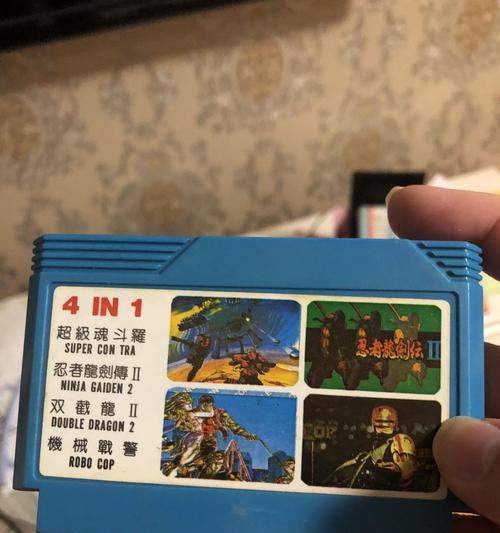 4 IN 1
超級魂斗羅
SUPER CON TRA
忍者龍劍傳 II
NINJA GAIDEN 2
双截龍 II
DOUBLE DRAGON 2
機械戰警
ROBO COP
忍者龍劍伝 II
COP